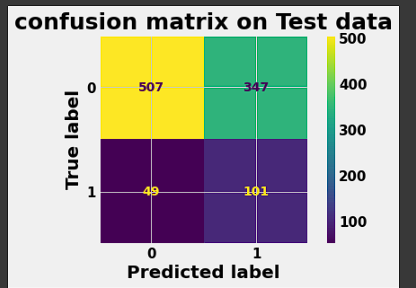 confusion matrix on Test data
500
0 507 347
400
300
True label
200
1 49 101
100
0 1
Predicted label